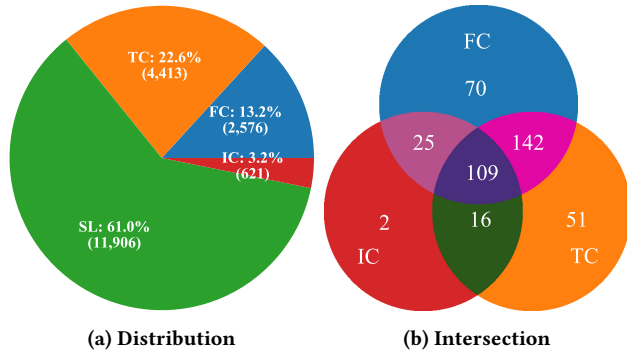 TC: 22.6%
(4,413)
FC: 13.2%
(2,576)
IC: 3.2%
(621)
SL: 61.0%
(11,906)
(a) Distribution
FC
70
25
142
109
2
16
51
IC
TC
(b) Intersection